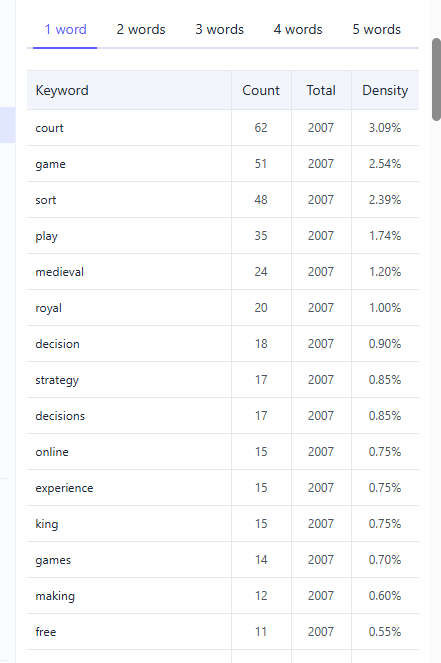 1 word 2 words 3 words 4 words 5 words
Keyword Count Total Density
court 62 2007 3.09%
game 51 2007 2.54%
sort 48 2007 2.39%
play 35 2007 1.74%
medieval 24 2007 1.20%
royal 20 2007 1.00%
decision 18 2007 0.90%
strategy 17 2007 0.85%
decisions 17 2007 0.85%
online 15 2007 0.75%
experience 15 2007 0.75%
king 15 2007 0.75%
games 14 2007 0.70%
making 12 2007 0.60%
free 11 2007 0.55%